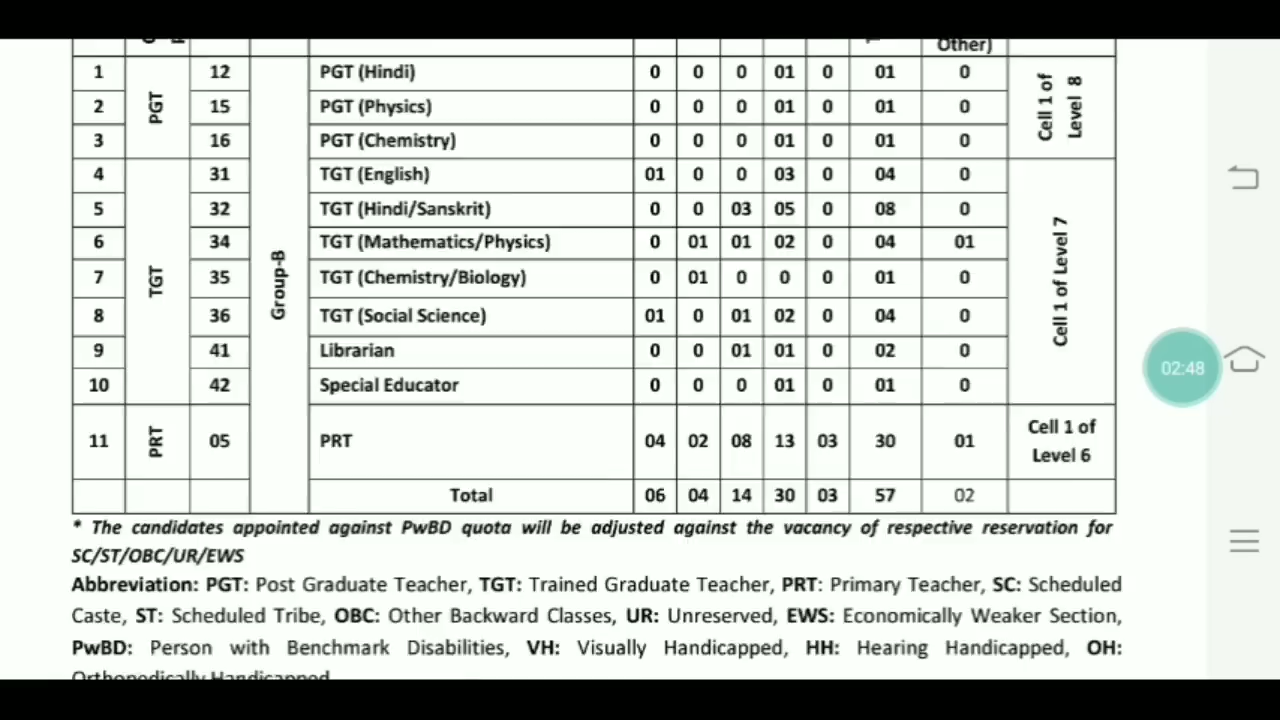 Other)
1 PGT 12 Group-B PGT (Hindi) 0 0 0 01 0 01 0 Cell 1 of Level 8
2 15 PGT (Physics) 0 0 0 01 0 01 0
3 16 PGT (Chemistry) 0 0 0 01 0 01 0
4 TGT 31 TGT (English) 01 0 0 03 0 04 0 Cell 1 of Level 7
5 32 TGT (Hindi/Sanskrit) 0 0 03 05 0 08 0
6 34 TGT (Mathematics/Physics) 0 01 01 02 0 04 01
7 35 TGT (Chemistry/Biology) 0 01 0 0 0 01 0
8 36 TGT (Social Science) 01 0 01 02 0 04 0
9 41 Librarian 0 0 01 01 0 02 0
10 42 Special Educator 0 0 0 01 0 01 0
11 PRT 05 PRT 04 02 08 13 03 30 01 Cell 1 of Level 6
Total 06 04 14 30 03 57 02
* The candidates appointed against PwBD quota will be adjusted against the vacancy of respective reservation for
SC/ST/OBC/UR/EWS
Abbreviation: PGT: Post Graduate Teacher, TGT: Trained Graduate Teacher, PRT: Primary Teacher, SC: Scheduled
Caste, ST: Scheduled Tribe, OBC: Other Backward Classes, UR: Unreserved, EWS: Economically Weaker Section,
PwBD: Person with Benchmark Disabilities, VH: Visually Handicapped, HH: Hearing Handicapped, OH:
Orthopedically Handicapped
02:48